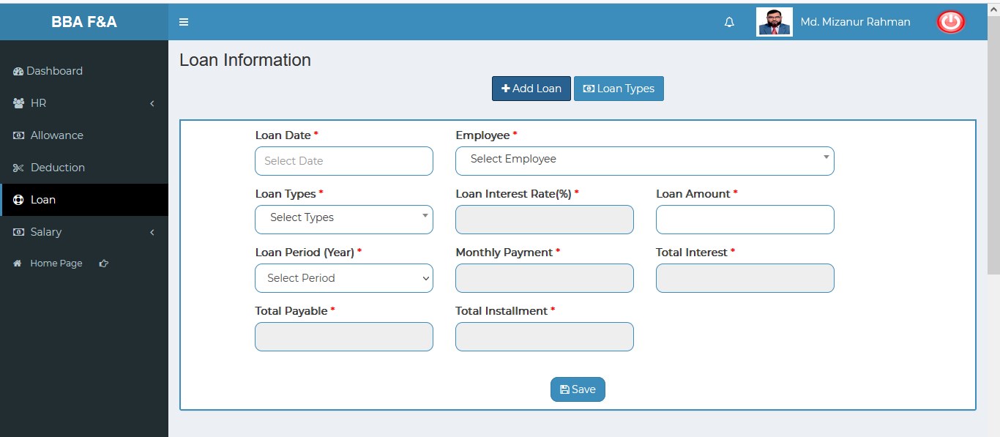 BBA F&A
Md. Mizanur Rahman
Dashboard
HR
Allowance
Deduction
Loan
Salary
Home Page
Loan Information
Add Loan
Loan Types
Loan Date *
Employee *
Select Date
Select Employee
Loan Types *
Loan Interest Rate(%) *
Loan Amount *
Select Types
Loan Period (Year) *
Monthly Payment *
Total Interest *
Select Period
Total Payable *
Total Installment *
Save